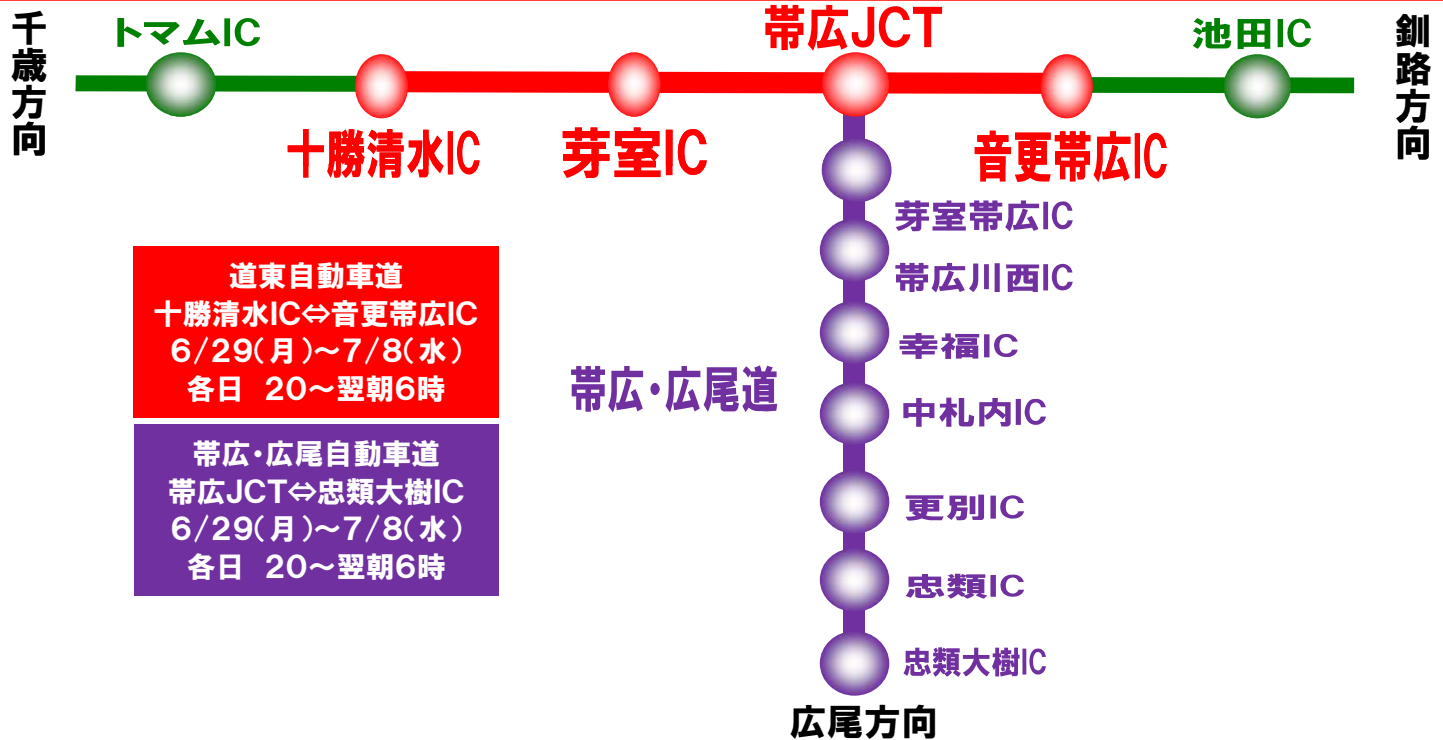 千歳方向
トマムIC
帯広JCT
池田IC
釧路方向
十勝清水IC
芽室IC
音更帯広IC
芽室帯広IC
帯広川西IC
幸福IC
中札内IC
更別IC
忠類IC
忠類大樹IC
広尾方向
帯広・広尾道
道東自動車道
十勝清水IC⇔音更帯広IC
6/29(月)～7/8(水)
各日 20～翌朝6時
帯広・広尾自動車道
帯広JCT⇔忠類大樹IC
6/29(月)～7/8(水)
各日 20～翌朝6時